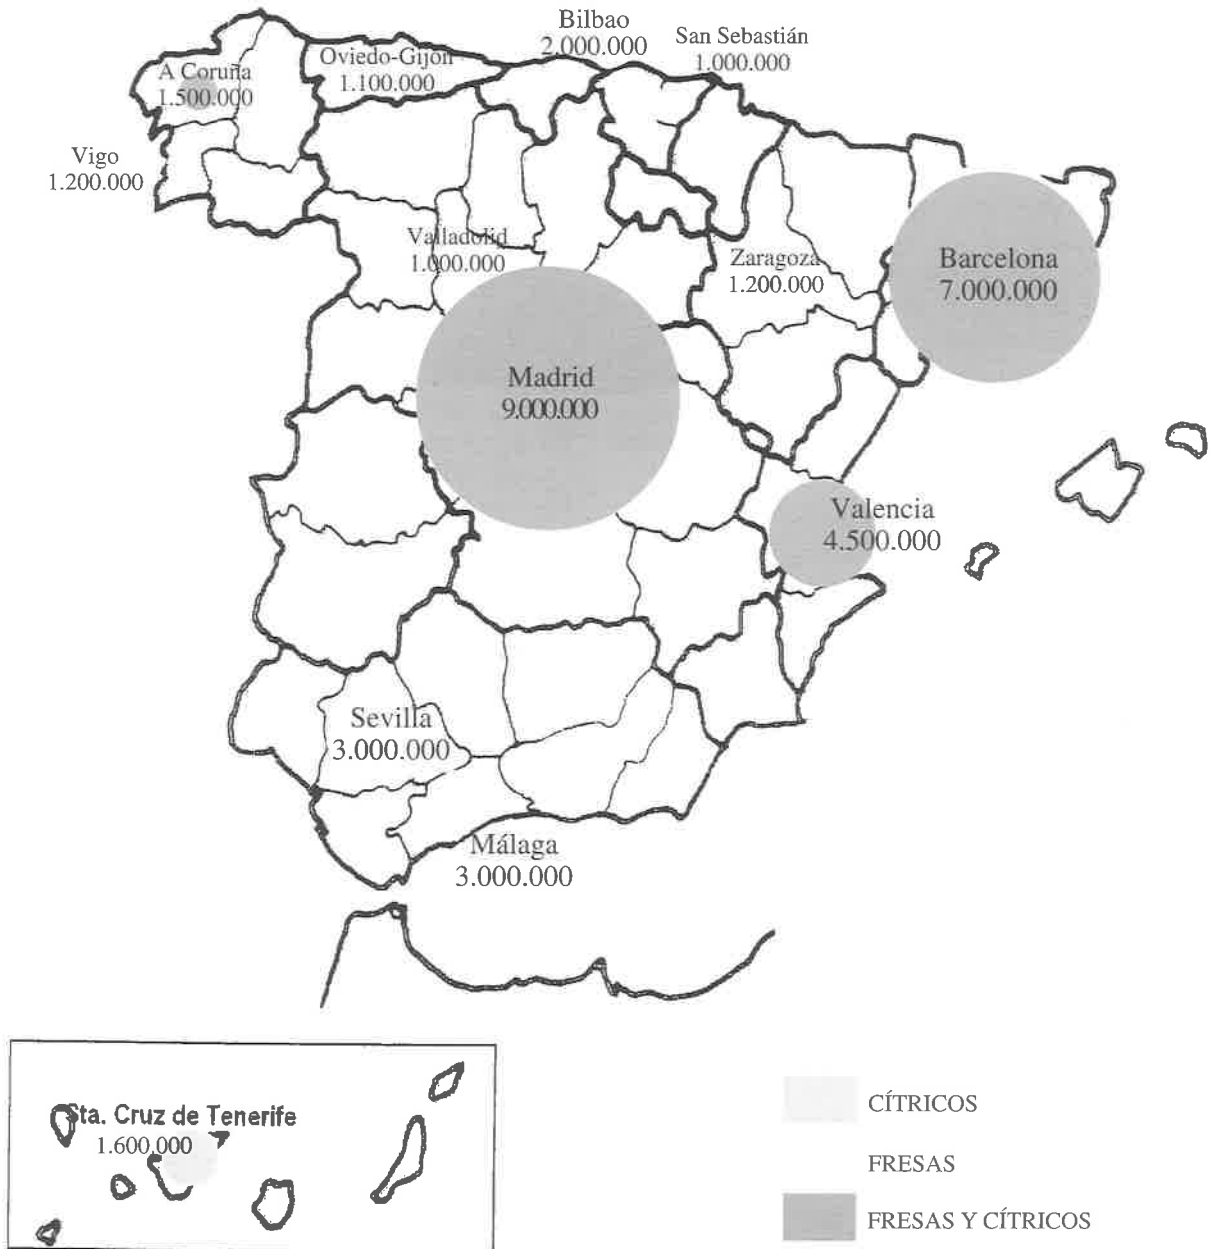 Bilbao
2.000.000
San Sebastián
1.000.000
Oviedo-Gijón
1.100.000
A Coruña
1.500.000
Vigo
1.200.000
Valladolid
1.000.000
Zaragoza
1.200.000
Barcelona
7.000.000
Madrid
9.000.000
Valencia
4.500.000
Sevilla
3.000.000
Málaga
3.000.000
Sta. Cruz de Tenerife
1.600.000
CÍTRICOS
FRESAS
FRESAS Y CÍTRICOS